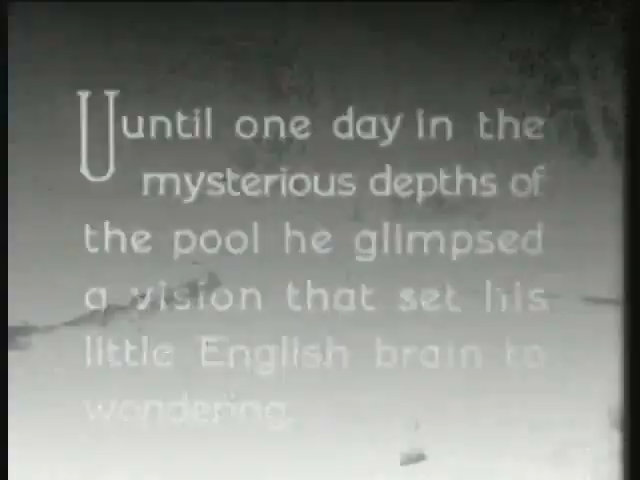 Uuntil one day in the
mysterious depths of
the pool he glimpsed
a vision that set his
little English brain to
wondering.